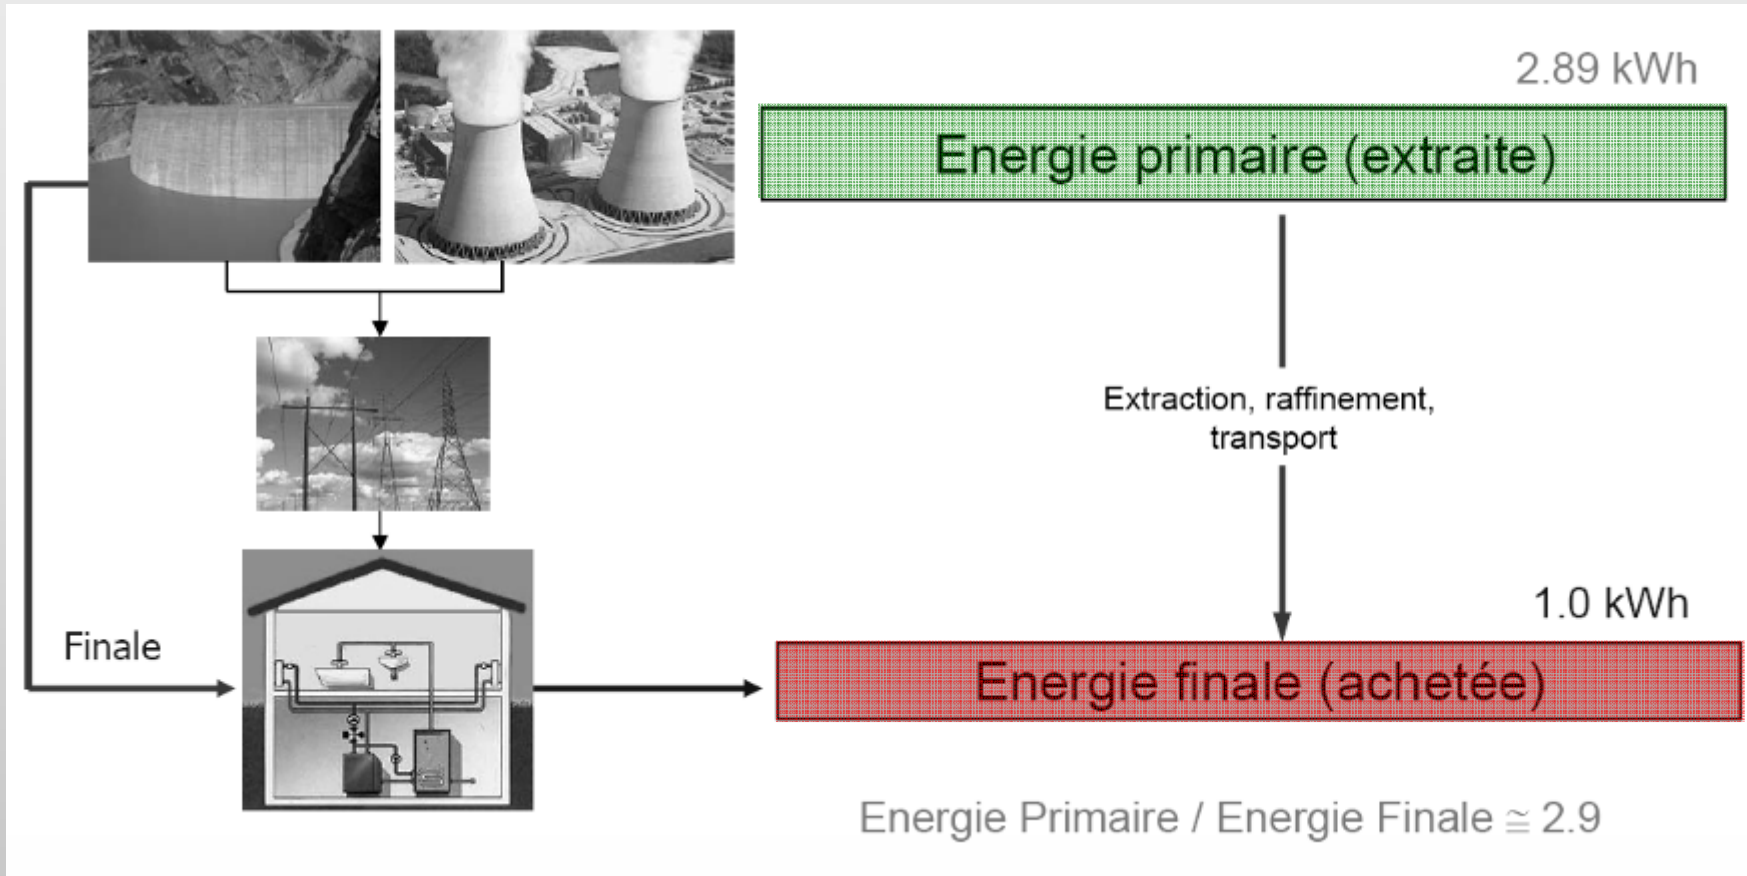 2.89 kWh
Energie primaire (extraite)
Extraction, raffinement,
transport
Finale
1.0 kWh
Energie finale (achetée)
Energie Primaire / Energie Finale ≅ 2.9